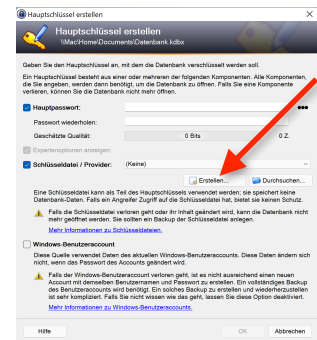 Hauptschlüssel erstellen
Hauptschlüssel erstellen
\\Mac\Home\Documents\Datenbank.kdbx
Geben Sie den Hauptschlüssel an, mit dem die Datenbank verschlüsselt werden soll.
Ein Hauptschlüssel besteht aus einer oder mehreren der folgenden Komponenten. Alle Komponenten,
die Sie angeben, werden dann benötigt, um die Datenbank zu öffnen. Falls Sie eine Komponente
verlieren, können Sie die Datenbank nicht mehr öffnen.
Hauptpasswort:
Passwort wiederholen:
Geschätzte Qualität: 0 Bits 0 Z.
Expertenoptionen anzeigen:
Schlüsseldatei / Provider: (Keine)
Erstellen... Durchsuchen...
Eine Schlüsseldatei kann als Teil des Hauptschlüssels verwendet werden; sie speichert keine
Datenbank-Daten. Falls ein Angreifer Zugriff auf die Schlüsseldatei hat, bietet sie keinen Schutz.
Falls die Schlüsseldatei verloren geht oder ihr Inhalt geändert wird, kann die Datenbank nicht
mehr geöffnet werden. Sie sollten ein Backup der Schlüsseldatei anlegen.
Mehr Informationen zu Schlüsseldateien.
Windows-Benutzeraccount
Diese Quelle verwendet Daten des aktuellen Windows-Benutzeraccounts. Diese Daten ändern sich
nicht, wenn das Passwort des Accounts geändert wird.
Falls der Windows-Benutzeraccount verloren geht, ist es nicht ausreichend einen neuen
Account mit demselben Benutzernamen und Passwort zu erstellen. Ein vollständiges Backup
des Benutzeraccounts wird benötigt. Ein solches Backup zu erstellen und wiederherzustellen
ist sehr kompliziert. Falls Sie nicht wissen wie das geht, lassen Sie diese Option deaktiviert.
Mehr Informationen zu Windows-Benutzeraccounts.
Hilfe OK Abbrechen